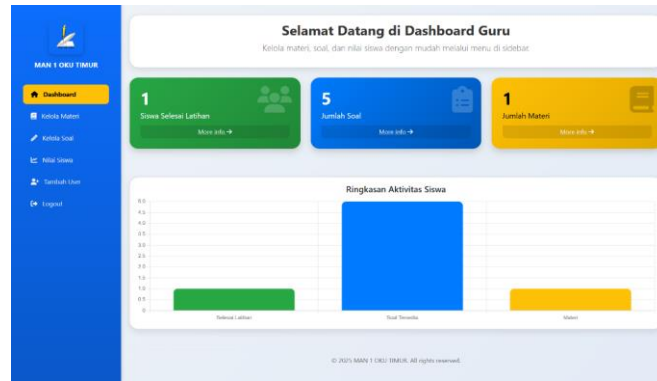 MAN 1 OKU TIMUR
Dashboard
Kelola Materi
Kelola Soal
Nilai Siswa
Tambah User
Logout
Selamat Datang di Dashboard Guru
Kelola materi, soal, dan nilai siswa dengan mudah melalui menu di sidebar.
1
Siswa Selesai Latihan
More info
5
Jumlah Soal
More info
1
Jumlah Materi
More info
Ringkasan Aktivitas Siswa
5.0
4.5
4.0
3.5
3.0
2.5
2.0
1.5
1.0
0.5
0
Selesai Latihan
Soal Tersedia
Materi
© 2025 MAN 1 OKU TIMUR. All rights reserved.